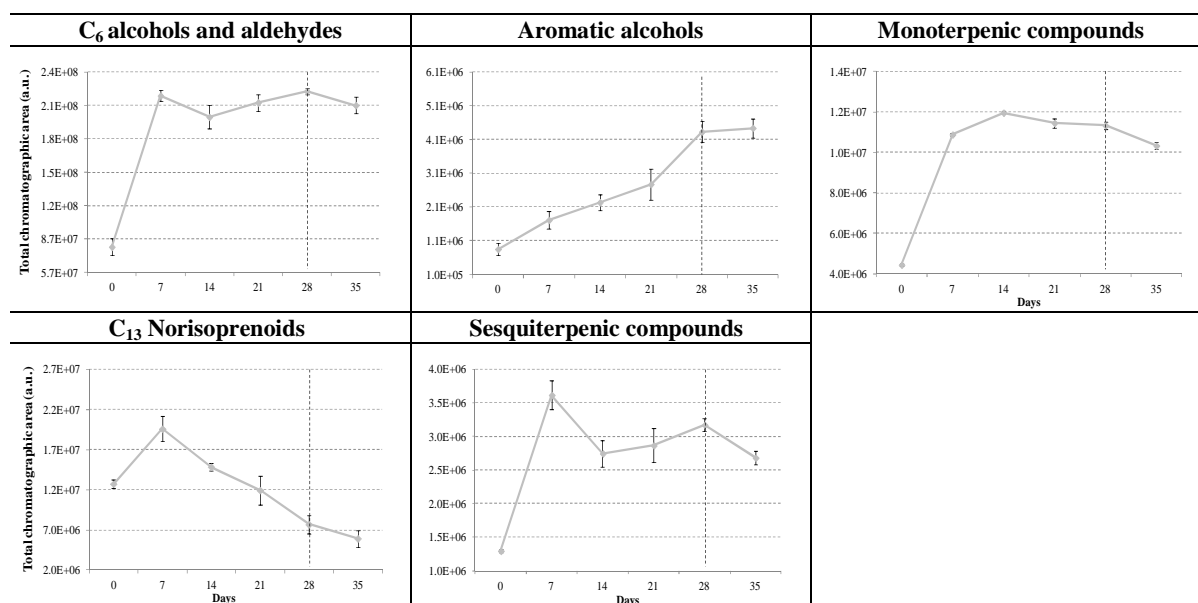 C6 alcohols and aldehydes
Aromatic alcohols
Monoterpenic compounds
Total chromatographic area (a.u.)
2.4E+08
2.1E+08
1.8E+08
1.5E+08
1.2E+08
8.7E+07
5.7E+07
0 7 14 21 28 35
6.1E+06
5.1E+06
4.1E+06
3.1E+06
2.1E+06
1.1E+06
1.0E+05
0 7 14 21 28 35
1.4E+07
1.2E+07
1.0E+07
8.0E+06
6.0E+06
4.0E+06
0 7 14 21 28 35
Days
C13 Norisoprenoids
Sesquiterpenic compounds
Total chromatographic area (a.u.)
2.7E+07
2.2E+07
1.7E+07
1.2E+07
7.0E+06
2.0E+06
0 7 14 21 28 35
Days
4.0E+06
3.5E+06
3.0E+06
2.5E+06
2.0E+06
1.5E+06
1.0E+06
0 7 14 21 28 35
Days